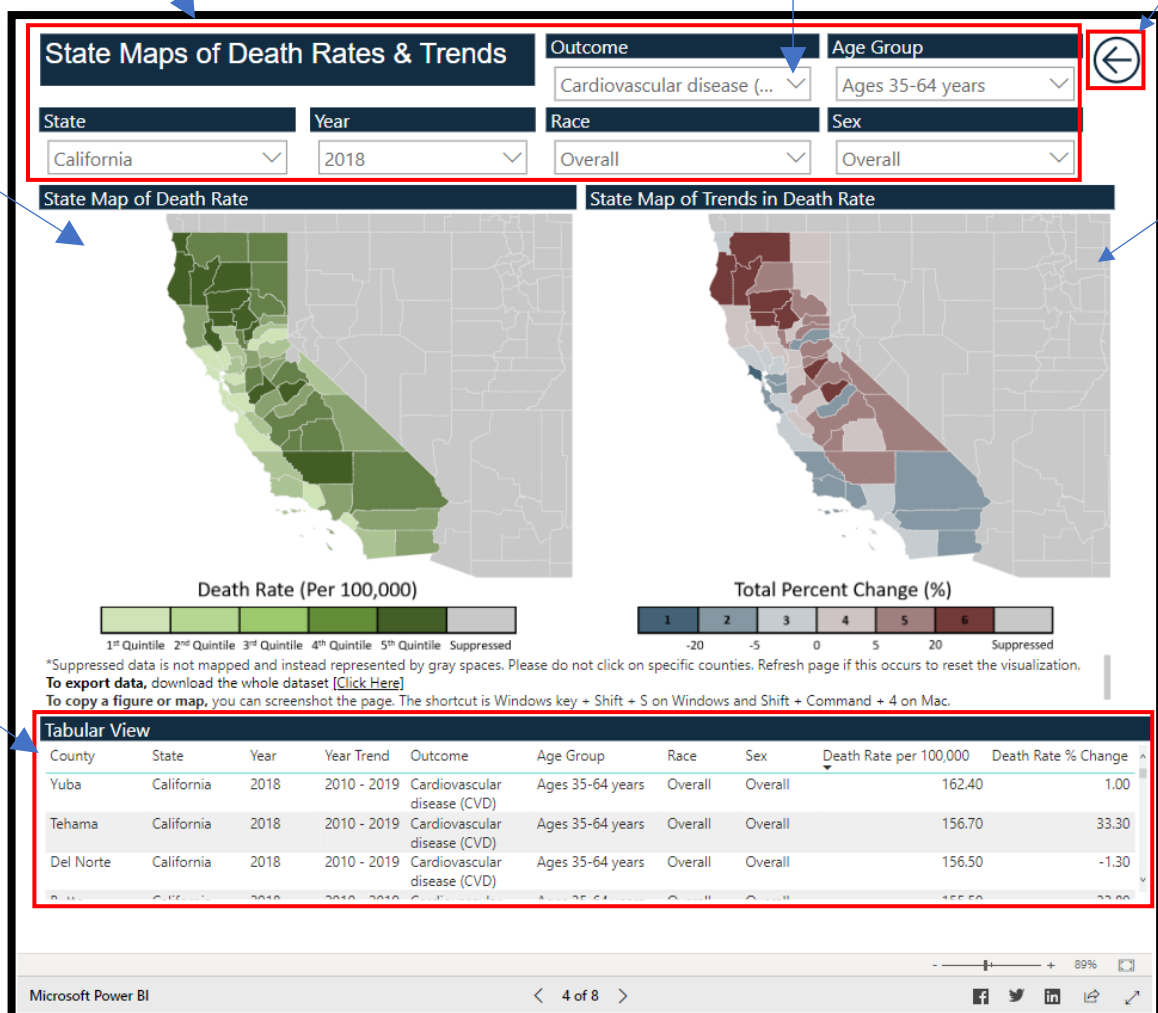 State Maps of Death Rates & Trends
Outcome
Age Group
Cardiovascular disease (...
Ages 35-64 years
State
Year
Race
Sex
California
2018
Overall
Overall
State Map of Death Rate
State Map of Trends in Death Rate
Death Rate (Per 100,000)
1st Quintile 2nd Quintile 3rd Quintile 4th Quintile 5th Quintile Suppressed
Total Percent Change (%)
1 2 3 4 5 6
-20 -5 0 5 20 Suppressed
*Suppressed data is not mapped and instead represented by gray spaces. Please do not click on specific counties. Refresh page if this occurs to reset the visualization.
To export data, download the whole dataset [Click Here]
To copy a figure or map, you can screenshot the page. The shortcut is Windows key + Shift + S on Windows and Shift + Command + 4 on Mac.
Tabular View
County State Year Year Trend Outcome Age Group Race Sex Death Rate per 100,000 Death Rate % Change
Yuba California 2018 2010 - 2019 Cardiovascular disease (CVD) Ages 35-64 years Overall Overall 162.40 1.00
Tehama California 2018 2010 - 2019 Cardiovascular disease (CVD) Ages 35-64 years Overall Overall 156.70 33.30
Del Norte California 2018 2010 - 2019 Cardiovascular disease (CVD) Ages 35-64 years Overall Overall 156.50 -1.30
- + 89%
Microsoft Power BI
4 of 8